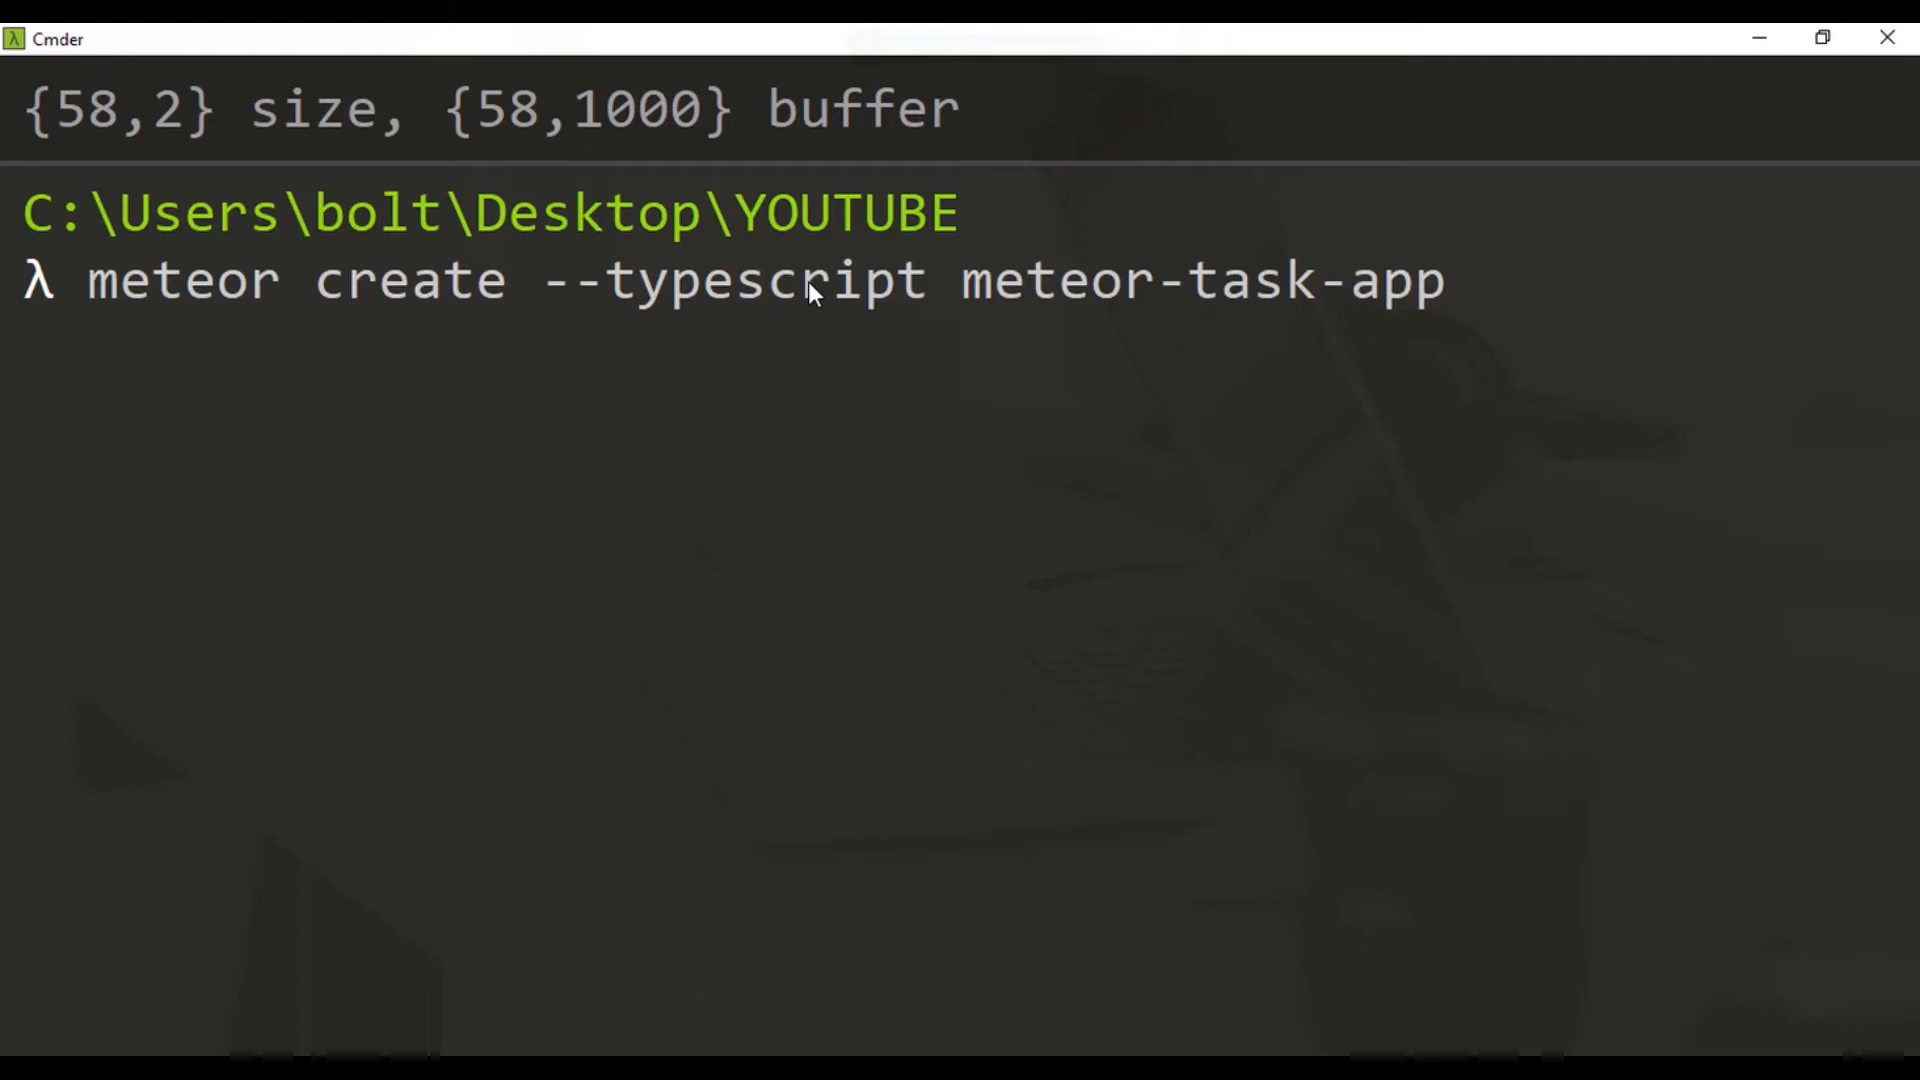 Cmder
{58,2} size, {58,1000} buffer
C:\Users\bolt\Desktop\YOUTUBE
λ meteor create --typescript meteor-task-app